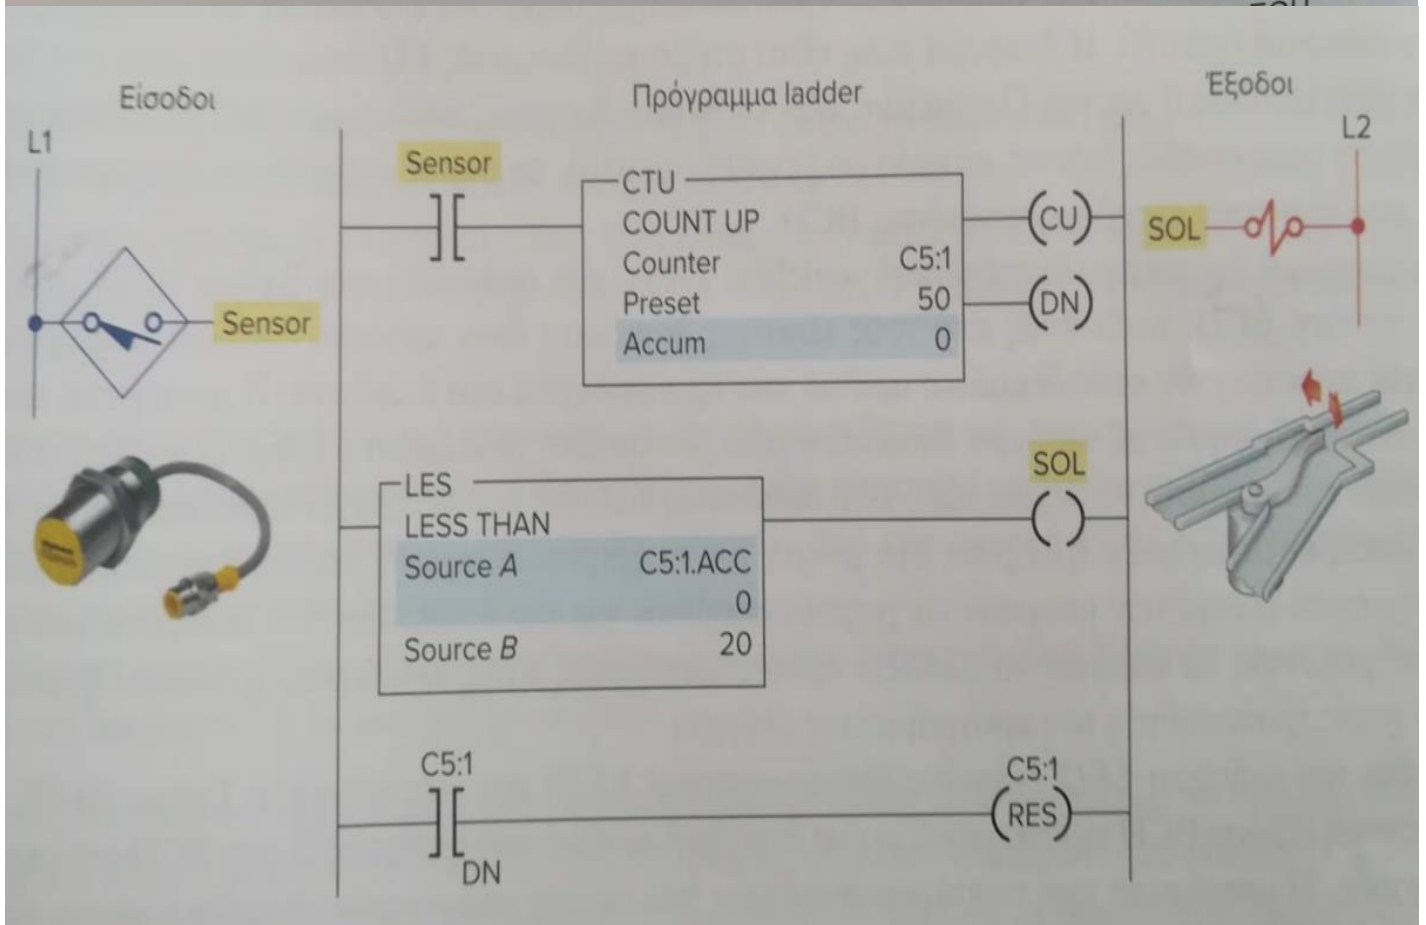 Είσοδοι
Πρόγραμμα ladder
Έξοδοι
L1
L2
Sensor
CTU
COUNT UP
Counter C5:1
Preset 50
Accum 0
CU
DN
SOL
Sensor
LES
LESS THAN
Source A C5:1.ACC
0
Source B 20
SOL
C5:1
DN
C5:1
RES